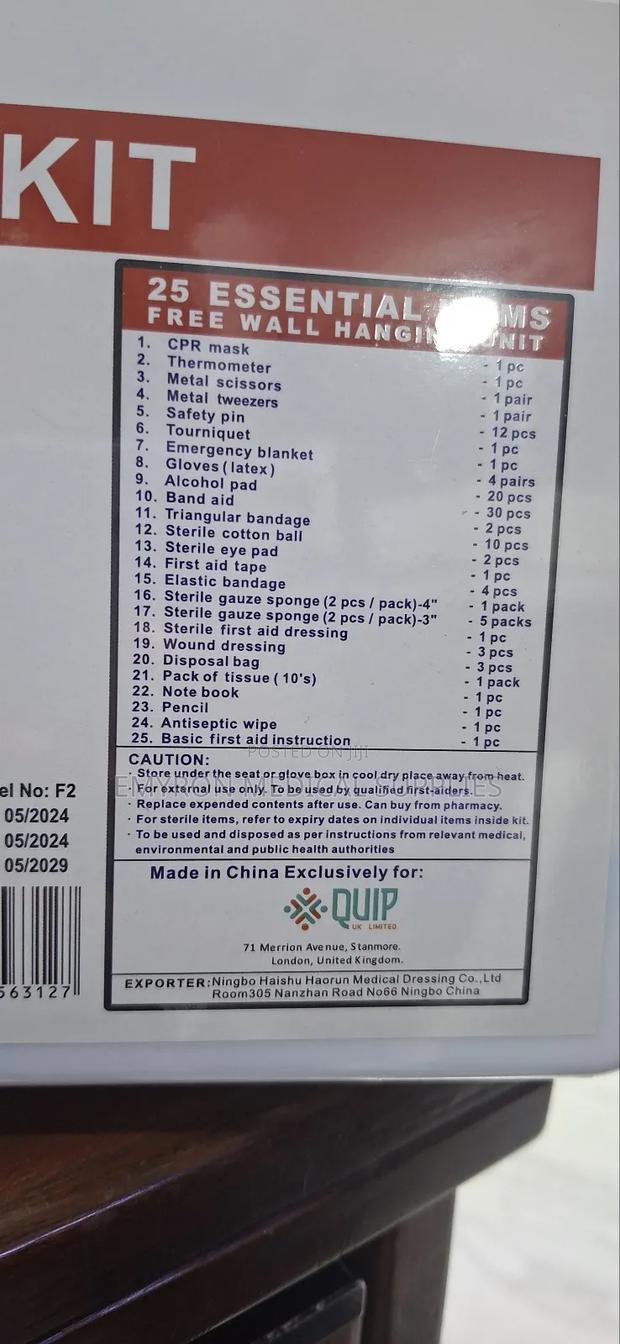 KIT
25 ESSENTIAL ITEMS
FREE WALL HANGING UNIT
1. CPR mask - 1 pc
2. Thermometer - 1 pc
3. Metal scissors - 1 pair
4. Metal tweezers - 1 pair
5. Safety pin - 12 pcs
6. Tourniquet - 1 pc
7. Emergency blanket - 1 pc
8. Gloves (latex) - 4 pairs
9. Alcohol pad - 20 pcs
10. Band aid - 30 pcs
11. Triangular bandage - 2 pcs
12. Sterile cotton ball - 10 pcs
13. Sterile eye pad - 2 pcs
14. First aid tape - 1 pc
15. Elastic bandage - 4 pcs
16. Sterile gauze sponge (2 pcs / pack)-4" - 1 pack
17. Sterile gauze sponge (2 pcs / pack)-3" - 5 packs
18. Sterile first aid dressing - 1 pc
19. Wound dressing - 3 pcs
20. Disposal bag - 3 pcs
21. Pack of tissue (10's) - 1 pack
22. Note book - 1 pc
23. Pencil - 1 pc
24. Antiseptic wipe - 1 pc
25. Basic first aid instruction - 1 pc
POSTED ON JIJI
EMYRON MEDICAL SUPPLIES
CAUTION:
· Store under the seat or glove box in cool dry place away from heat.
· For external use only. To be used by qualified first-aiders.
· Replace expended contents after use. Can buy from pharmacy.
· For sterile items, refer to expiry dates on individual items inside kit.
· To be used and disposed as per instructions from relevant medical,
environmental and public health authorities
Made in China Exclusively for:
QUIP
UK LIMITED
71 Merrion Avenue, Stanmore.
London, United Kingdom.
EXPORTER: Ningbo Haishu Haorun Medical Dressing Co.,Ltd
Room305 Nanzhan Road No66 Ningbo China
el No: F2
05/2024
05/2024
05/2029
563127